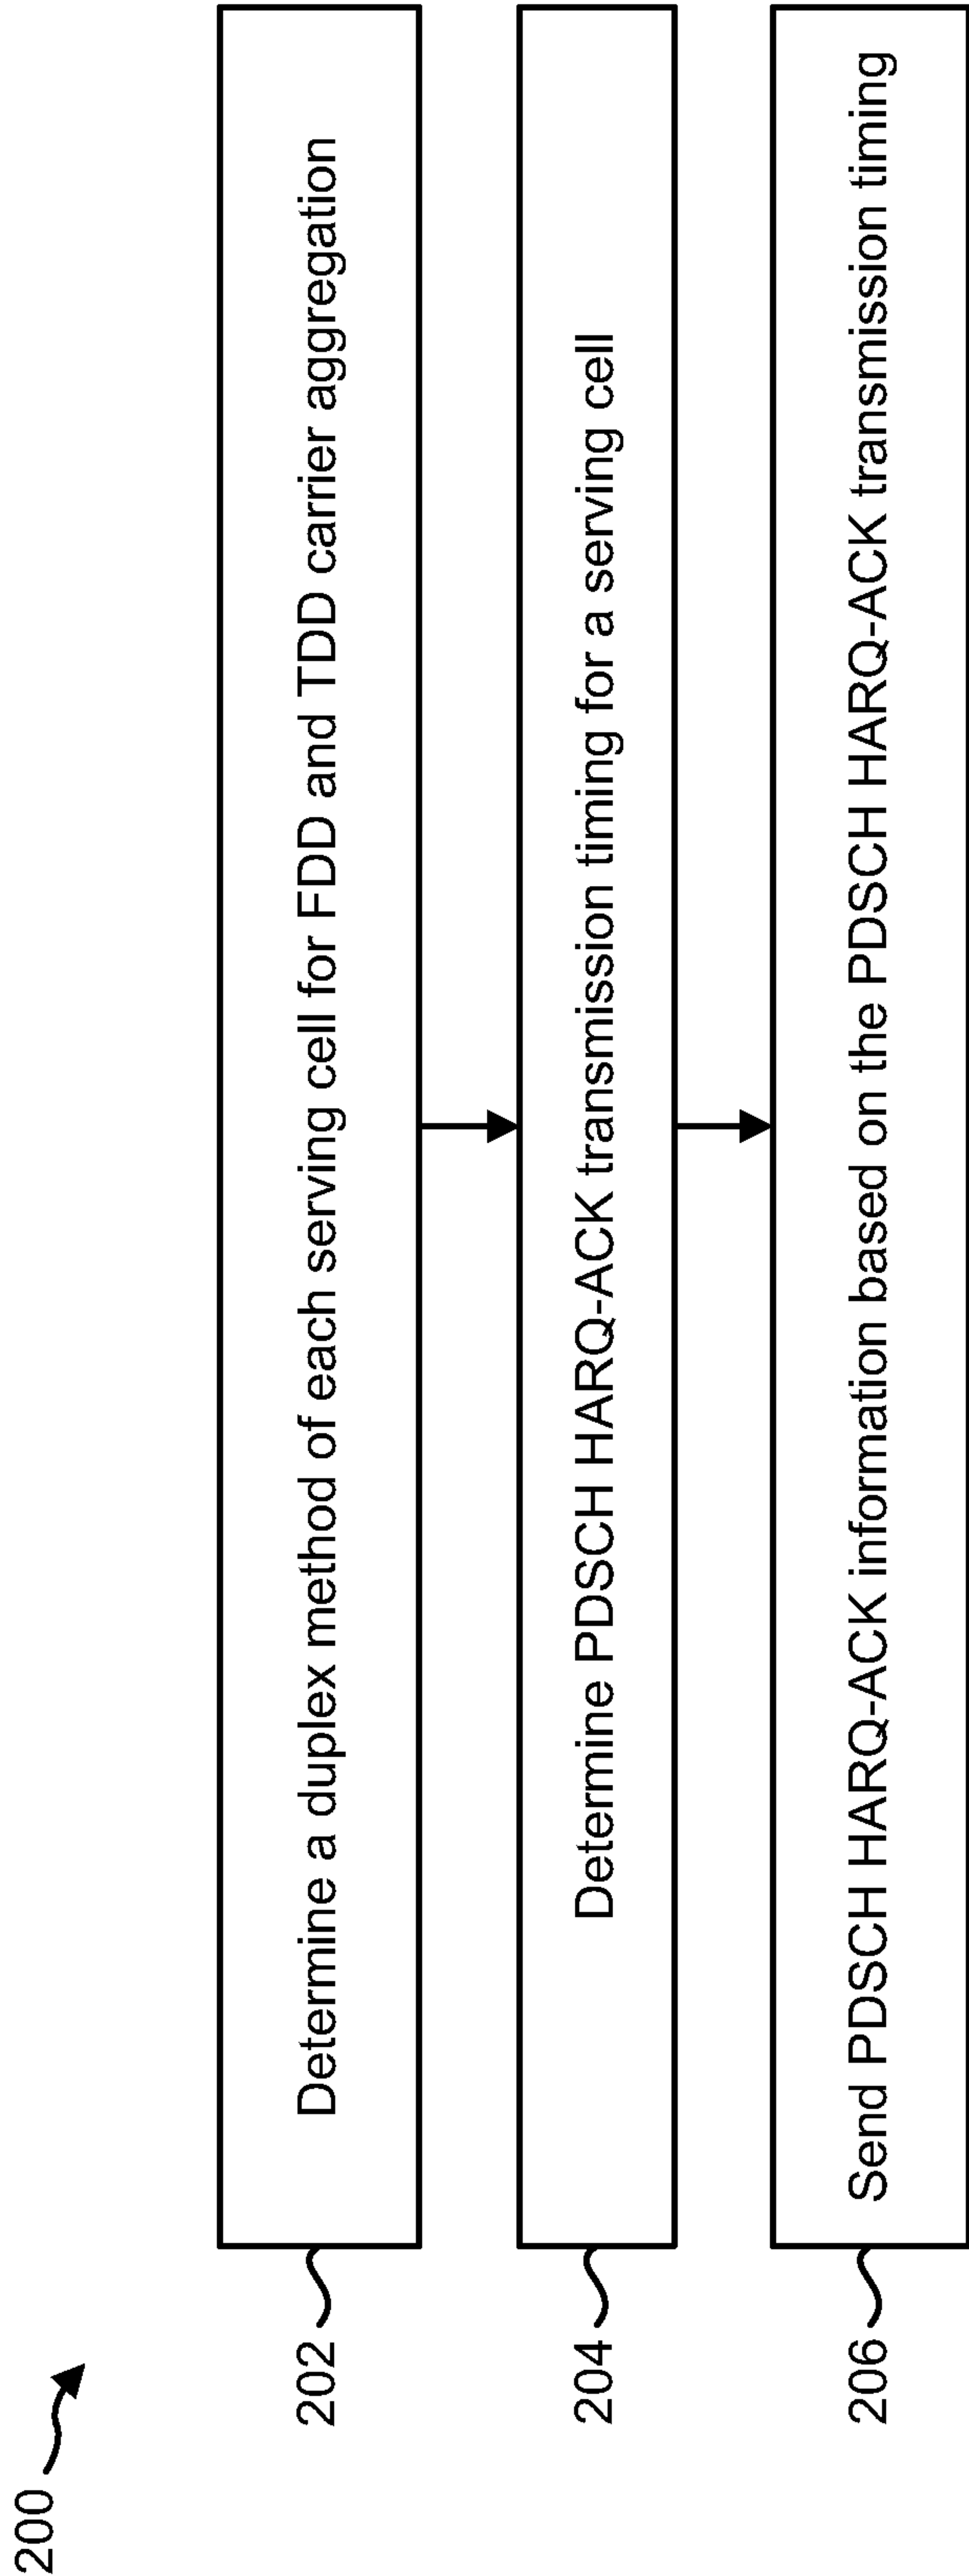 200
202
Determine a duplex method of each serving cell for FDD and TDD carrier aggregation
204
Determine PDSCH HARQ-ACK transmission timing for a serving cell
206
Send PDSCH HARQ-ACK information based on the PDSCH HARQ-ACK transmission timing